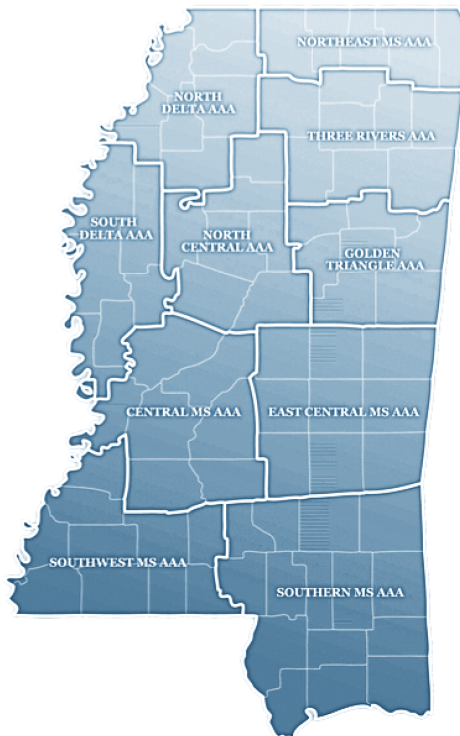 NORTHEAST MS AAA
NORTH
DELTA AAA
THREE RIVERS AAA
SOUTH
DELTA AAA
NORTH
CENTRAL AAA
GOLDEN
TRIANGLE AAA
CENTRAL MS AAA
EAST CENTRAL MS AAA
SOUTHWEST MS AAA
SOUTHERN MS AAA